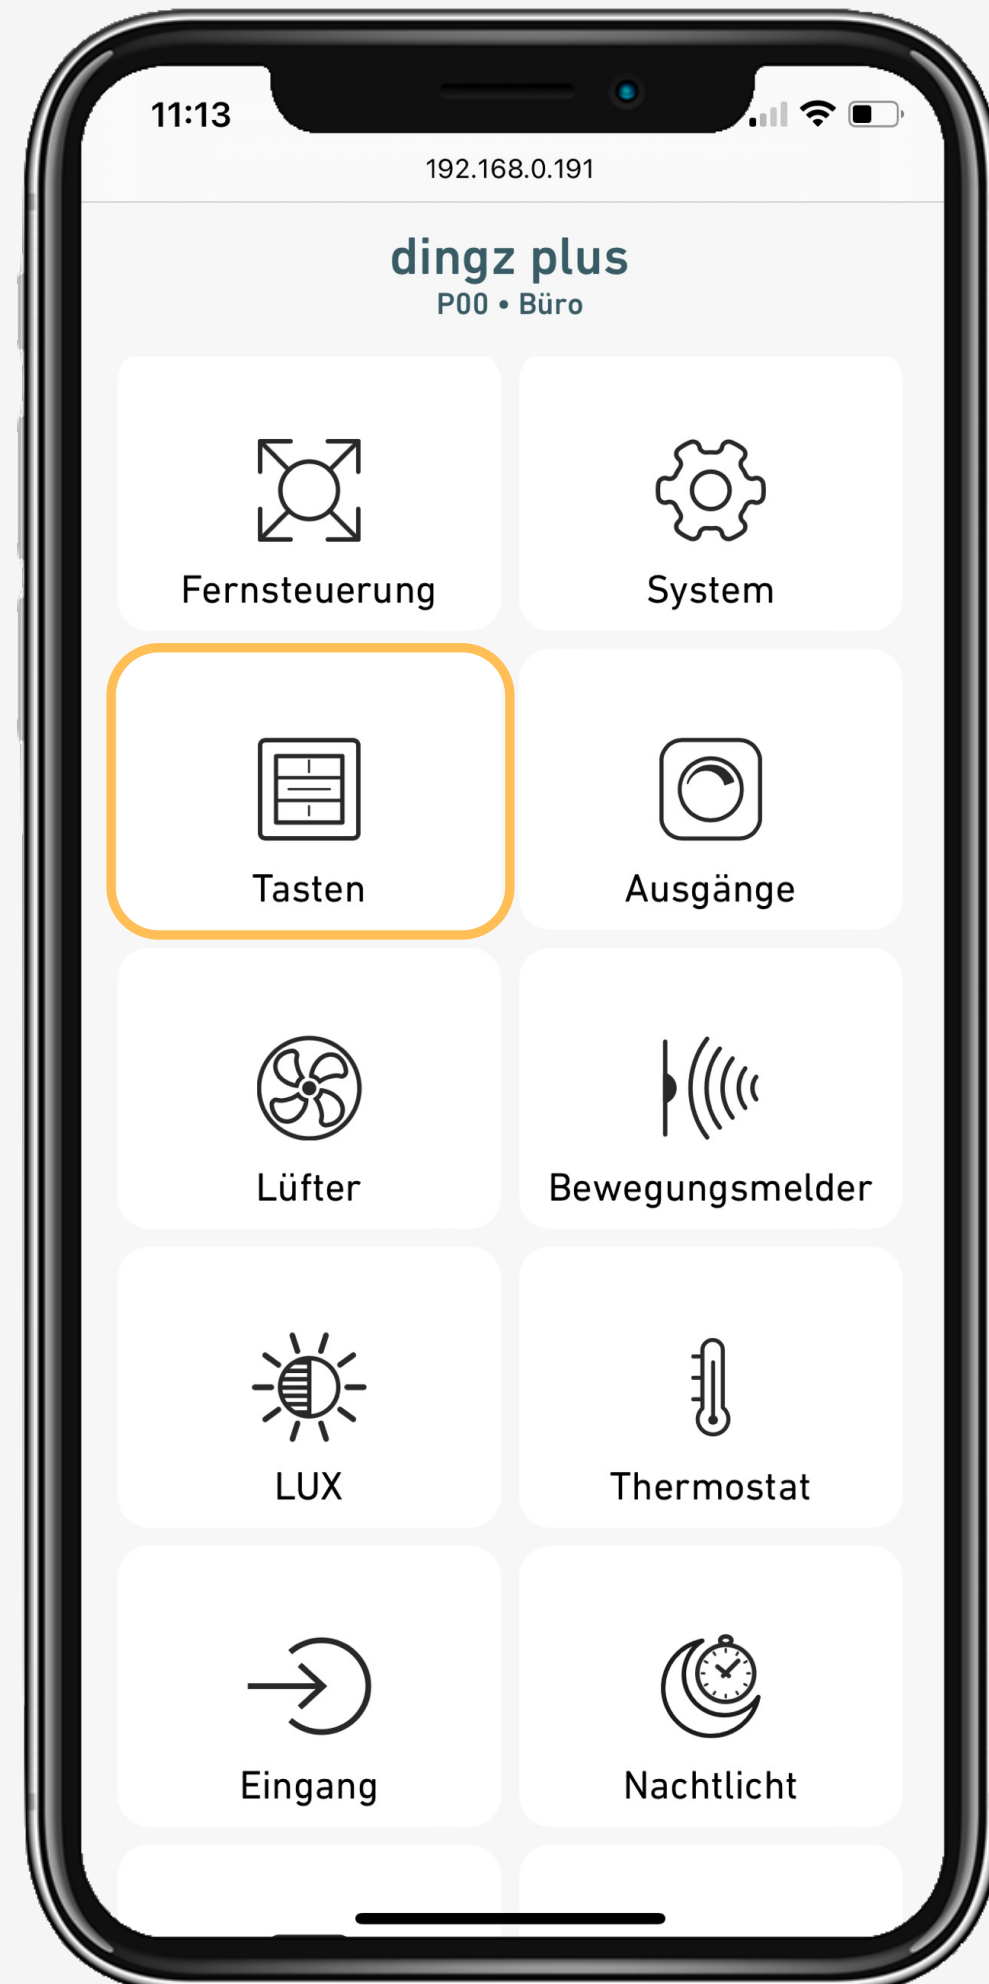 11:13
192.168.0.191
dingz plus
P00 • Büro
Fernsteuerung
System
Tasten
Ausgänge
Lüfter
Bewegungsmelder
LUX
Thermostat
Eingang
Nachtlicht